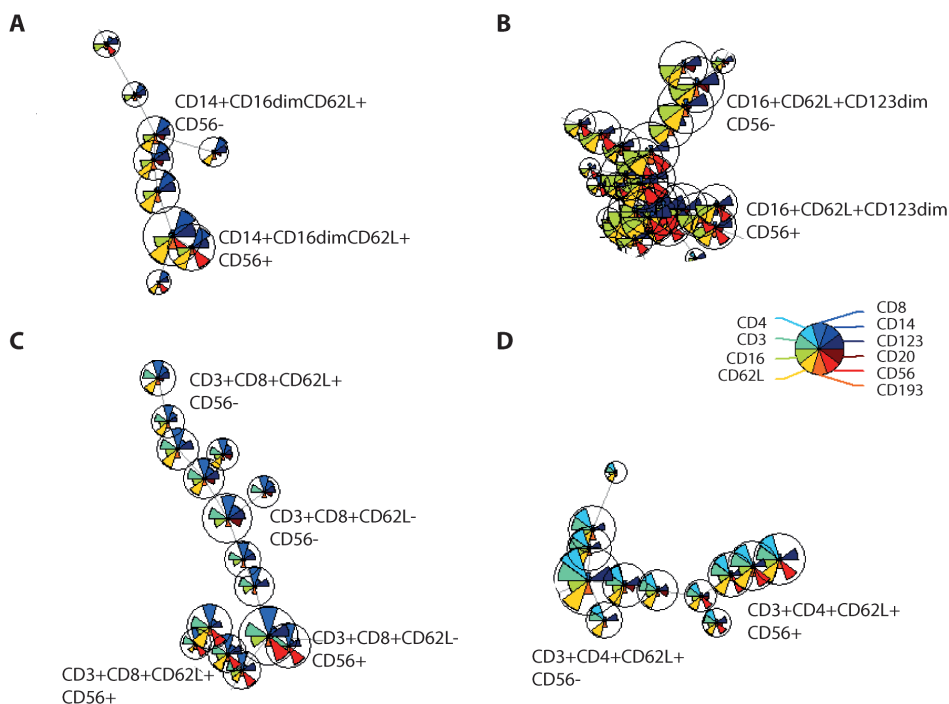 A
B
CD14+CD16dimCD62L+
CD56-
CD14+CD16dimCD62L+
CD56+
CD16+CD62L+CD123dim
CD56-
CD16+CD62L+CD123dim
CD56+
CD4
CD3
CD16
CD62L
CD8
CD14
CD123
CD20
CD56
CD193
C
D
CD3+CD8+CD62L+
CD56-
CD3+CD8+CD62L-
CD56-
CD3+CD8+CD62L-
CD56+
CD3+CD8+CD62L+
CD56+
CD3+CD4+CD62L+
CD56+
CD3+CD4+CD62L+
CD56-